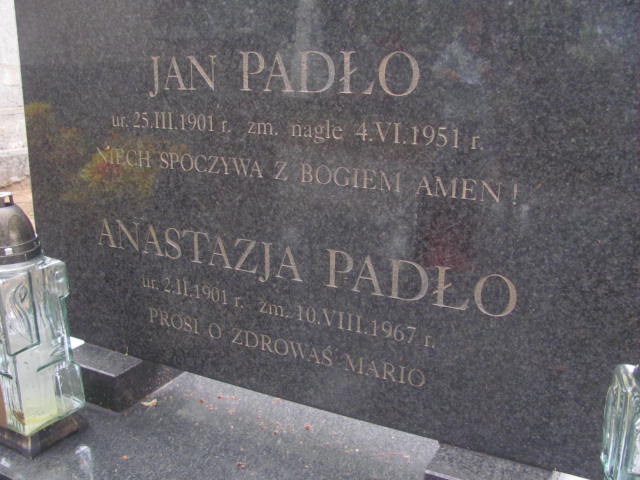 JAN PADŁO
ur. 25.III.1901 r. zm. nagle 4.VI.1951 r.
NIECH SPOCZYWA Z BOGIEM AMEN!
ANASTAZJA PADŁO
ur. 2.II.1901 r. zm. 10.VIII.1967 r.
PROSI O ZDROWAŚ MARIO